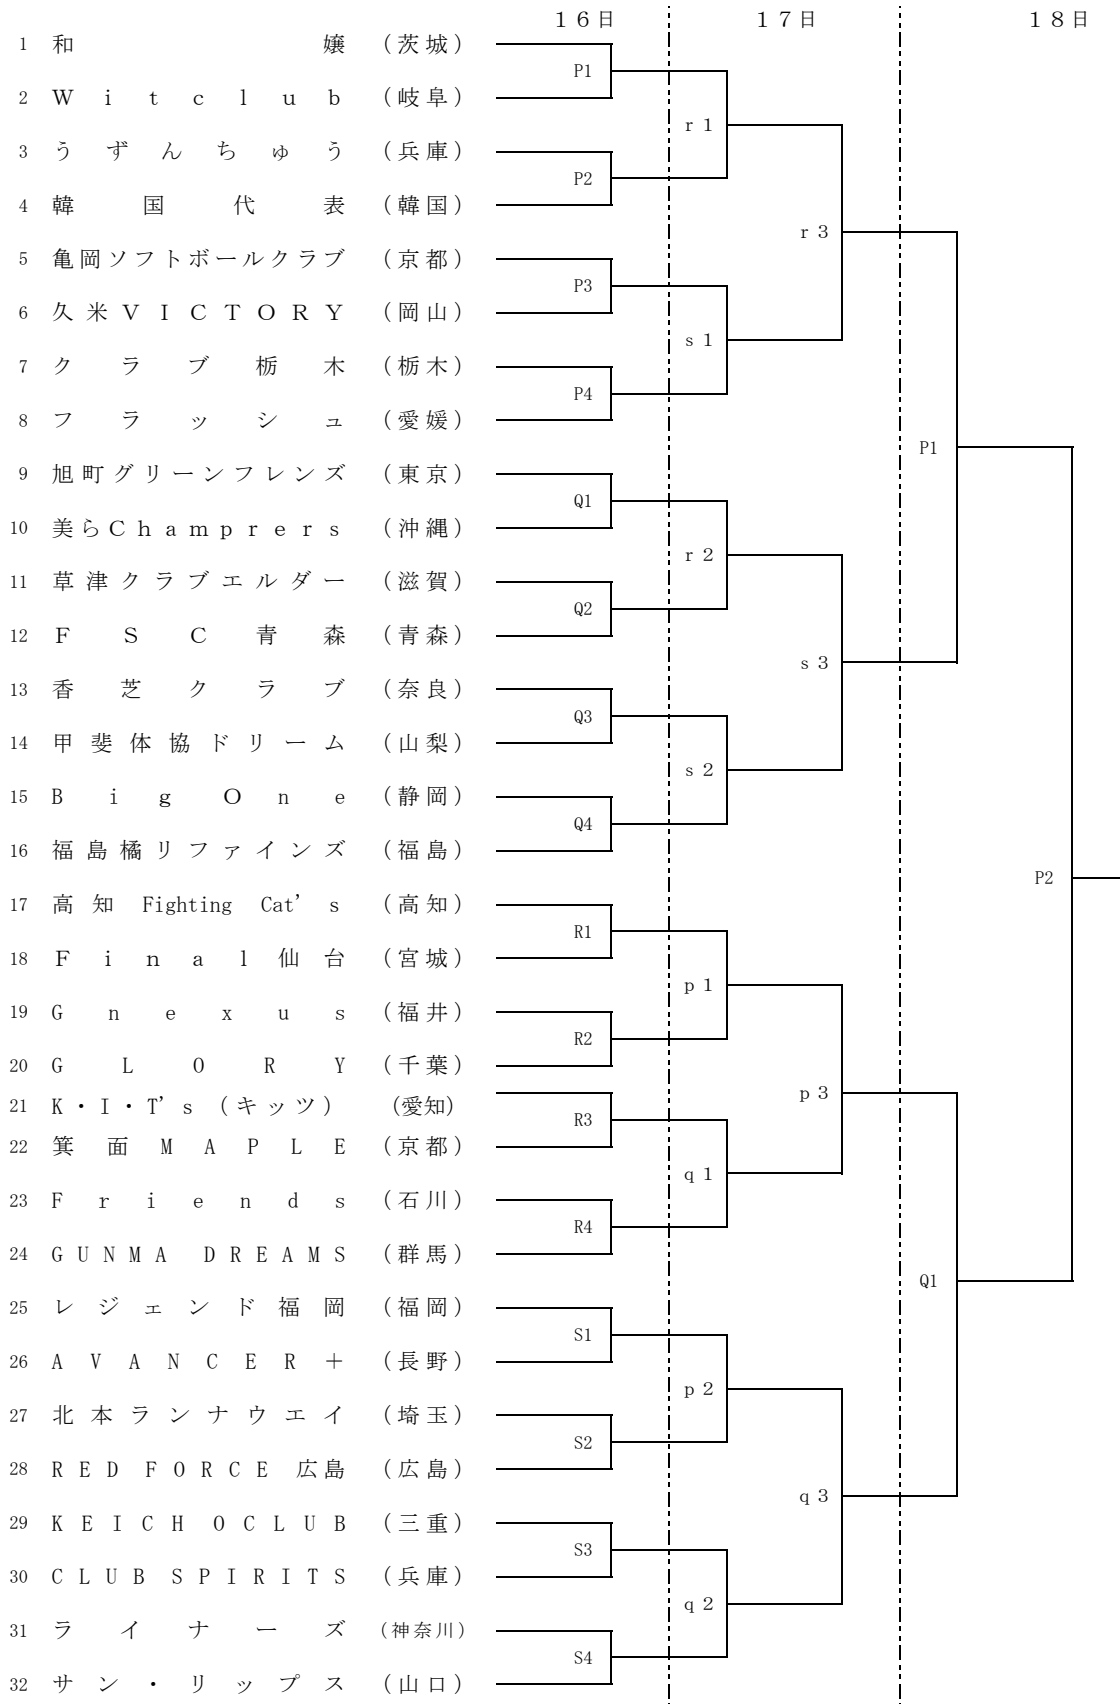 16日 17日 18日
1 和嬢 (茨城)
P1
2 Witclub (岐阜)
r1
3 うずんちゅう (兵庫)
P2
4 韓国代表 (韓国)
r3
5 亀岡ソフトボールクラブ (京都)
P3
6 久米VICTORY (岡山)
s1
7 クラブ栃木 (栃木)
P4
8 フラッシュ (愛媛)
P1
9 旭町グリーンフレンズ (東京)
Q1
10 美らChamprers (沖縄)
r2
11 草津クラブエルダー (滋賀)
Q2
12 FSC青森 (青森)
s3
13 香芝クラブ (奈良)
Q3
14 甲斐体協ドリーム (山梨)
s2
15 BigOne (静岡)
Q4
16 福島橘リファインズ (福島)
P2
17 高知 Fighting Cat's (高知)
R1
18 Final仙台 (宮城)
p1
19 Gnexus (福井)
R2
20 GLORY (千葉)
p3
21 K・I・T's(キッツ) (愛知)
R3
22 箕面MAPLE (京都)
q1
23 Friends (石川)
R4
24 GUNMA DREAMS (群馬)
Q1
25 レジェンド福岡 (福岡)
S1
26 AVANCER+ (長野)
p2
27 北本ランナウエイ (埼玉)
S2
28 RED FORCE 広島 (広島)
q3
29 KEICHOCLUB (三重)
S3
30 CLUB SPIRITS (兵庫)
q2
31 ライナーズ (神奈川)
S4
32 サン・リップス (山口)